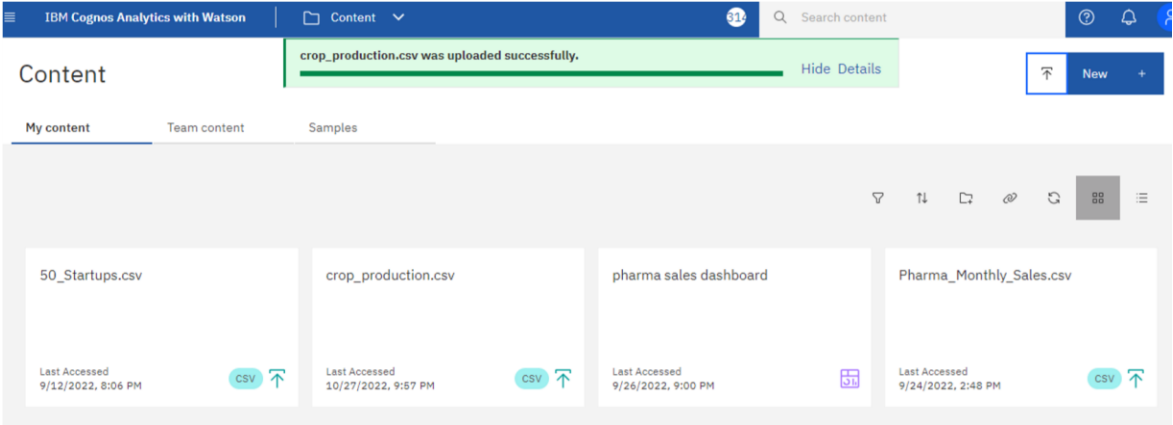 IBM Cognos Analytics with Watson
Content
314
Search content
crop_production.csv was uploaded successfully.
Hide Details
Content
New +
My content
Team content
Samples
50_Startups.csv
crop_production.csv
pharma sales dashboard
Pharma_Monthly_Sales.csv
Last Accessed
9/12/2022, 8:06 PM
CSV
Last Accessed
10/27/2022, 9:57 PM
CSV
Last Accessed
9/26/2022, 9:00 PM
Last Accessed
9/24/2022, 2:48 PM
CSV